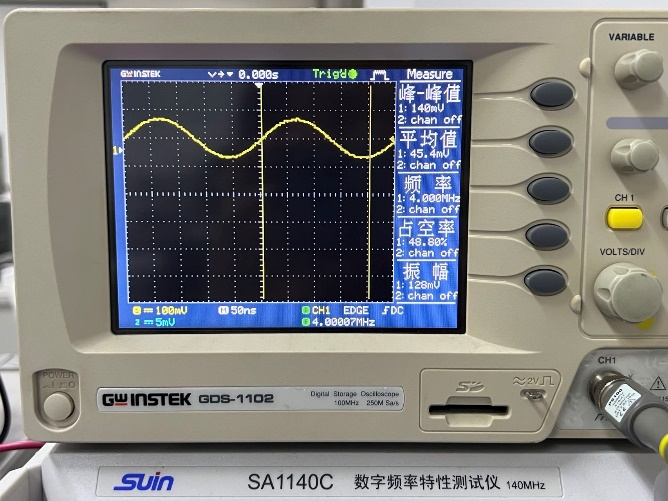 GWINSTEK 0.000s Trig'd Measure
峰-峰值
1: 140mV
2: chan off
平均值
1: 45.4mV
2: chan off
频 率
1: 4.000MHz
2: chan off
占空率
1: 48.80%
2: chan off
振 幅
1: 128mV
2: chan off
1
1 100mV M 50ns CH1 EDGE DC
2 5mV 4.00007MHz
VARIABLE
CH 1
VOLTS/DIV
CH1
POWER
GWINSTEK GDS-1102
Digital Storage Oscilloscope
100MHz 250M Sa/s
SD
≈2V
Suin SA1140C 数字频率特性测试仪 140MHz